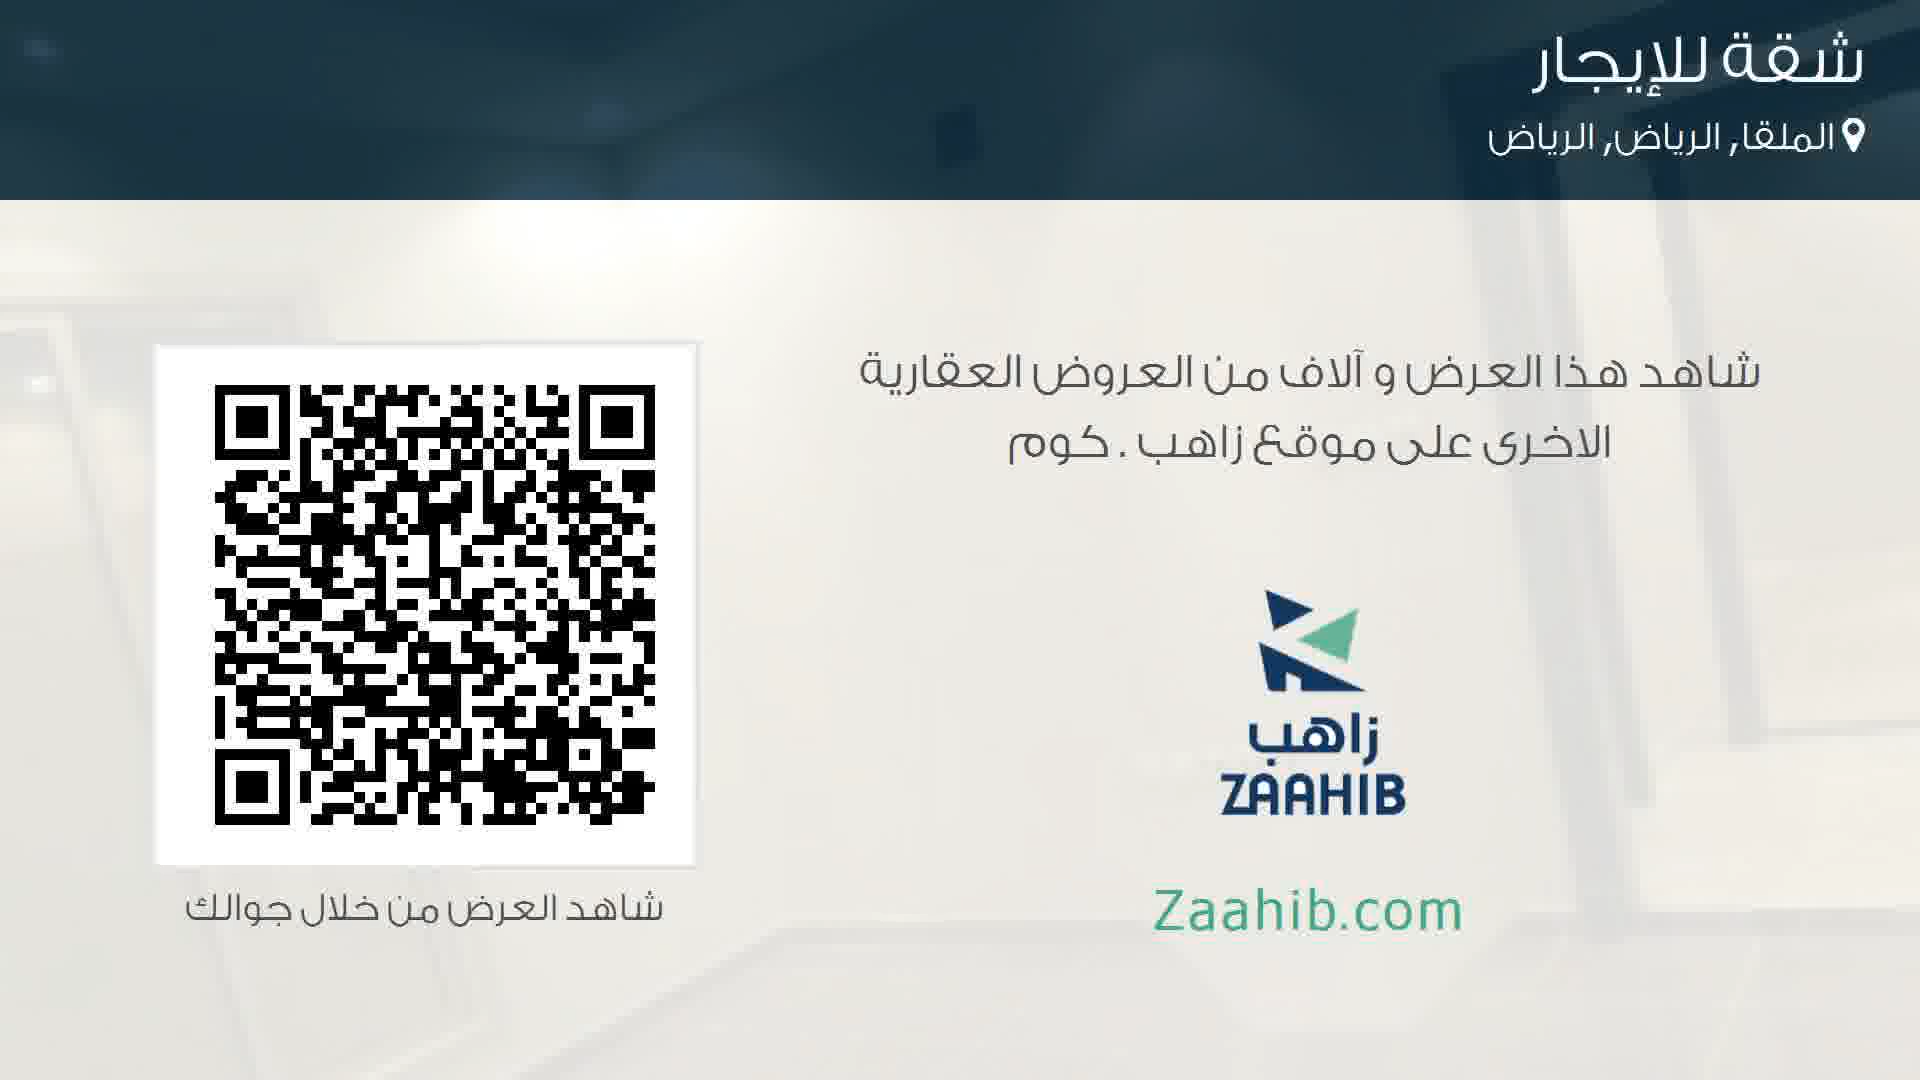 شقة للإيجار
الملقا, الرياض, الرياض
شاهد هذا العرض و آلاف من العروض العقارية
الاخرى على موقع زاهب . كوم
زاهب
ZAAHIB
Zaahib.com
شاهد العرض من خلال جوالك